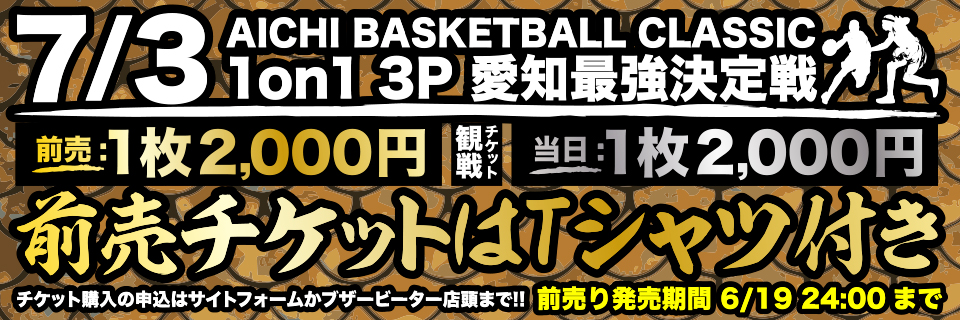 7/3
AICHI BASKETBALL CLASSIC
1on1 3P 愛知最強決定戦
前売:1枚2,000円
観戦チケット
当日:1枚2,000円
前売チケットはTシャツ付き
チケット購入の申込はサイトフォームかブザービーター店頭まで!!
前売り発売期間 6/19 24:00 まで